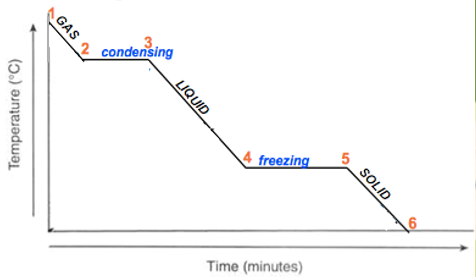 1
GAS
2
condensing
3
LIQUID
4
freezing
5
SOLID
6
Temperature (°C)
Time (minutes)